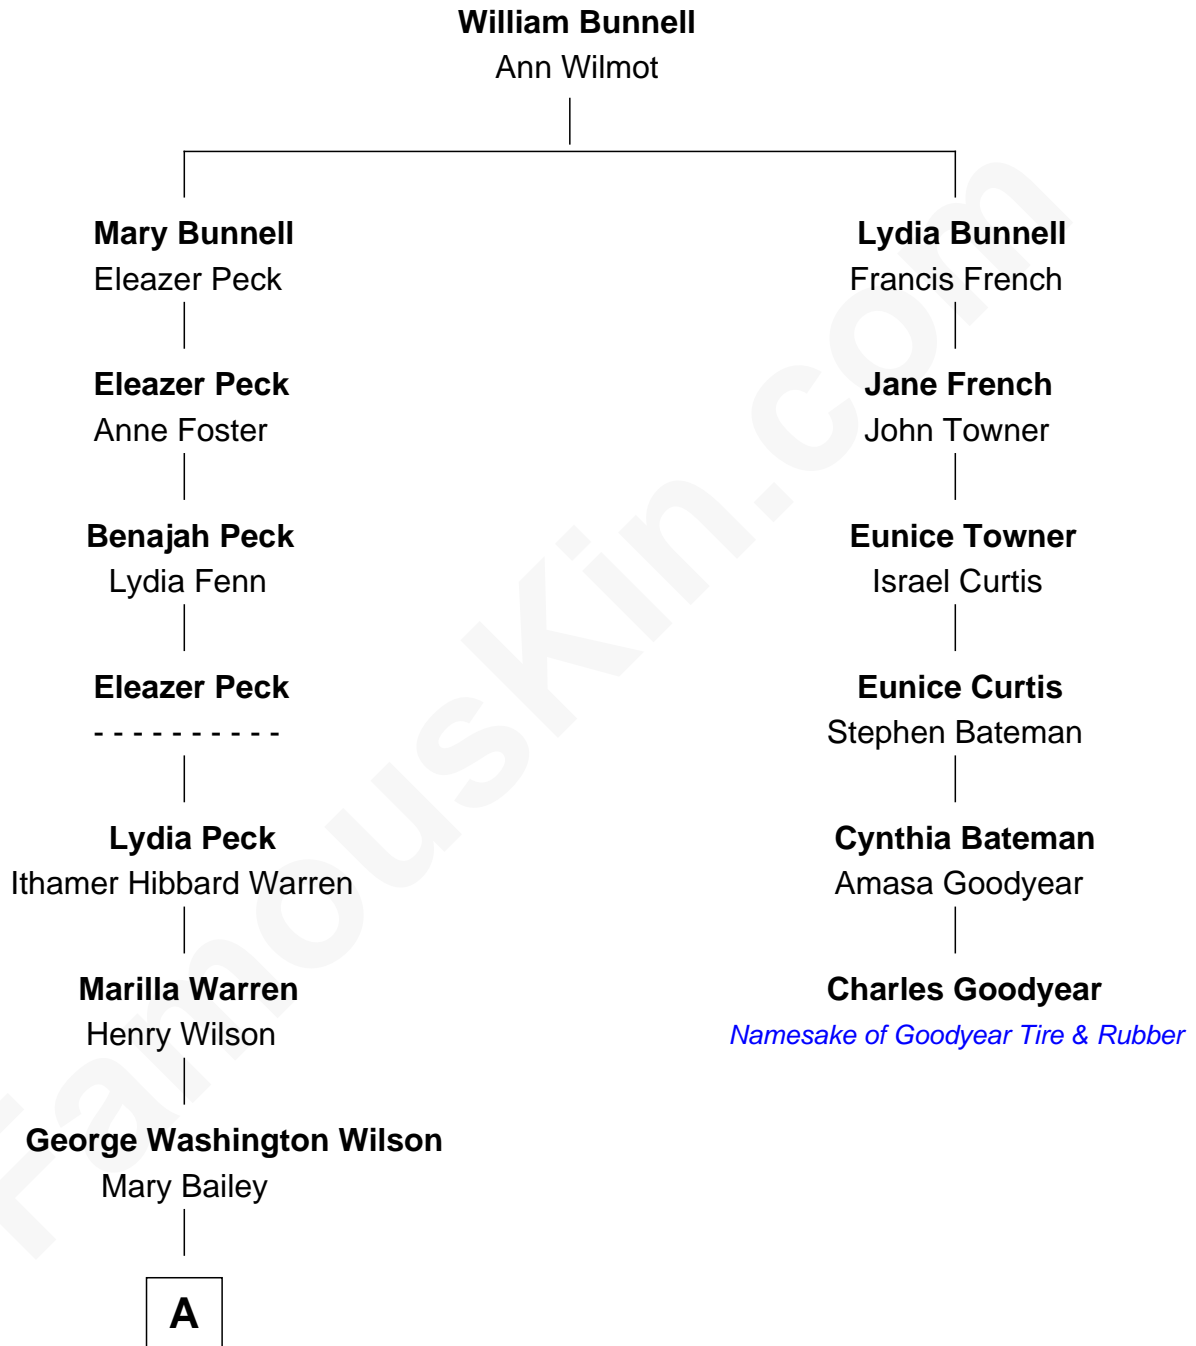 William Bunnell
Ann Wilmot
Mary Bunnell
Eleazer Peck
Lydia Bunnell
Francis French
Eleazer Peck
Anne Foster
Jane French
John Towner
Benajah Peck
Lydia Fenn
Eunice Towner
Israel Curtis
Eleazer Peck
- - - - - - - - - -
Eunice Curtis
Stephen Bateman
Lydia Peck
Ithamer Hibbard Warren
Cynthia Bateman
Amasa Goodyear
Marilla Warren
Henry Wilson
Charles Goodyear
Namesake of Goodyear Tire & Rubber
George Washington Wilson
Mary Bailey
A
FamousKin.com